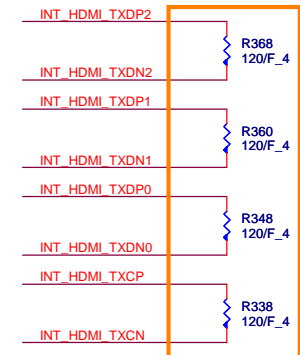 INT_HDMI_TXDP2
R368
120/F_4
INT_HDMI_TXDN2
INT_HDMI_TXDP1
R360
120/F_4
INT_HDMI_TXDN1
INT_HDMI_TXDP0
R348
120/F_4
INT_HDMI_TXDN0
INT_HDMI_TXCP
R338
120/F_4
INT_HDMI_TXCN